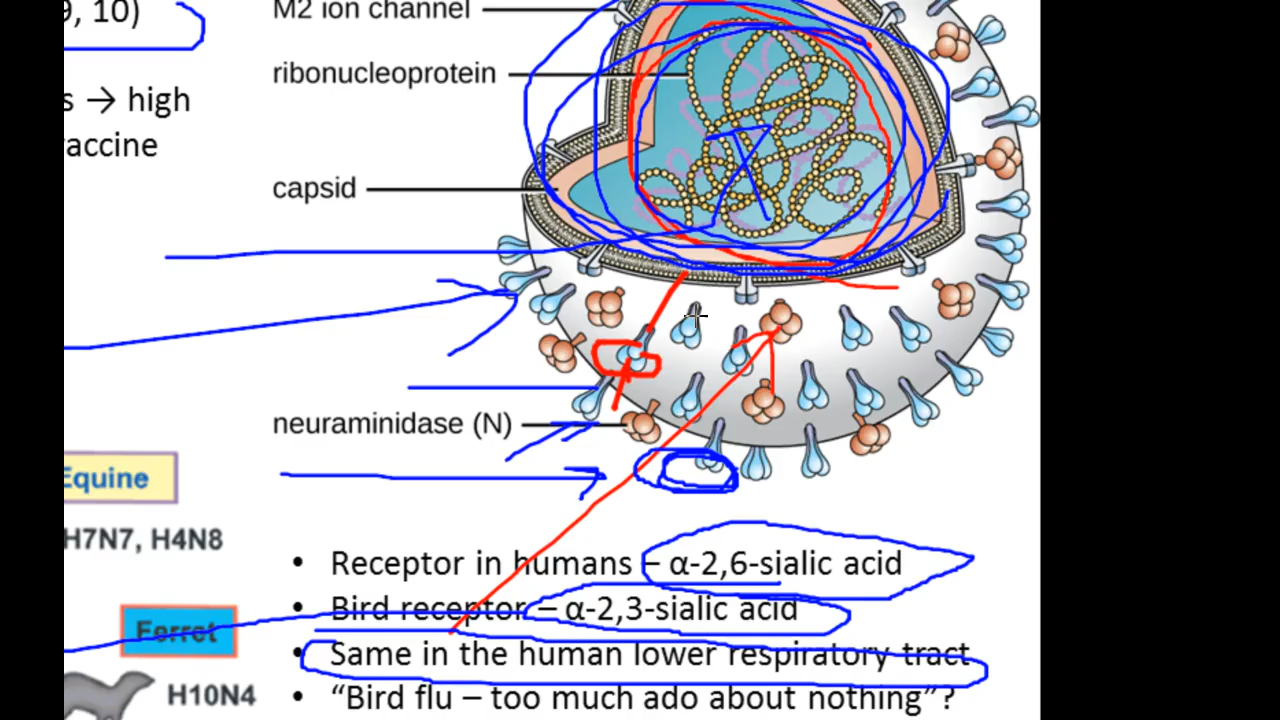 9, 10)
M2 ion channel
ribonucleoprotein
s → high
vaccine
capsid
neuraminidase (N)
Equine
H7N7, H4N8
• Receptor in humans – α-2,6-sialic acid
• Bird receptor – α-2,3-sialic acid
Ferret
• Same in the human lower respiratory tract
H10N4
• “Bird flu – too much ado about nothing”?